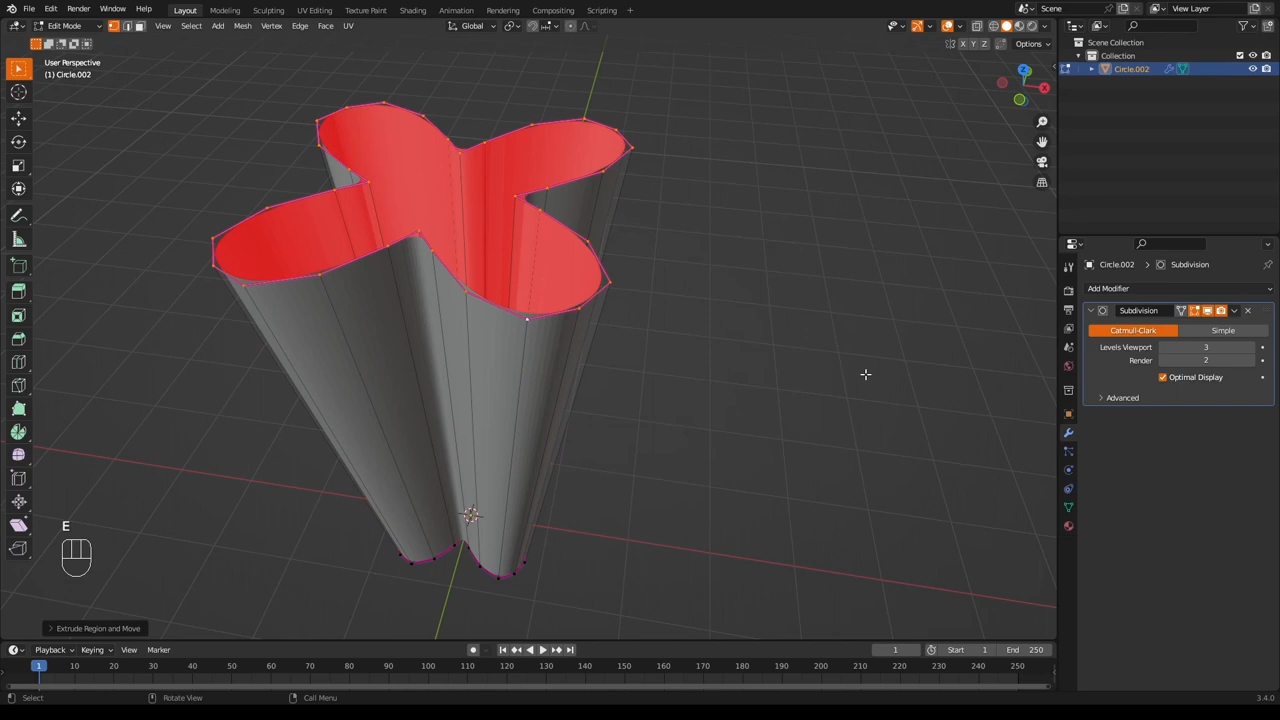 File Edit Render Window Help Layout Modeling Sculpting UV Editing Texture Paint Shading Animation Rendering Compositing Scripting Scene View Layer
Edit Mode View Select Add Mesh Vertex Edge Face UV Global
X Y Z Options
User Perspective
(1) Circle.002
Scene Collection
Collection
Circle.002
Z
X
Circle.002 Subdivision
Add Modifier
Subdivision
Catmull-Clark Simple
Levels Viewport 3
Render 2
Optimal Display
Advanced
E
Extrude Region and Move
Playback Keying View Marker 1 Start 1 End 250
1 10 20 30 40 50 60 70 80 90 100 110 120 130 140 150 160 170 180 190 200 210 220 230 240 250
Select Rotate View Call Menu 3.4.0